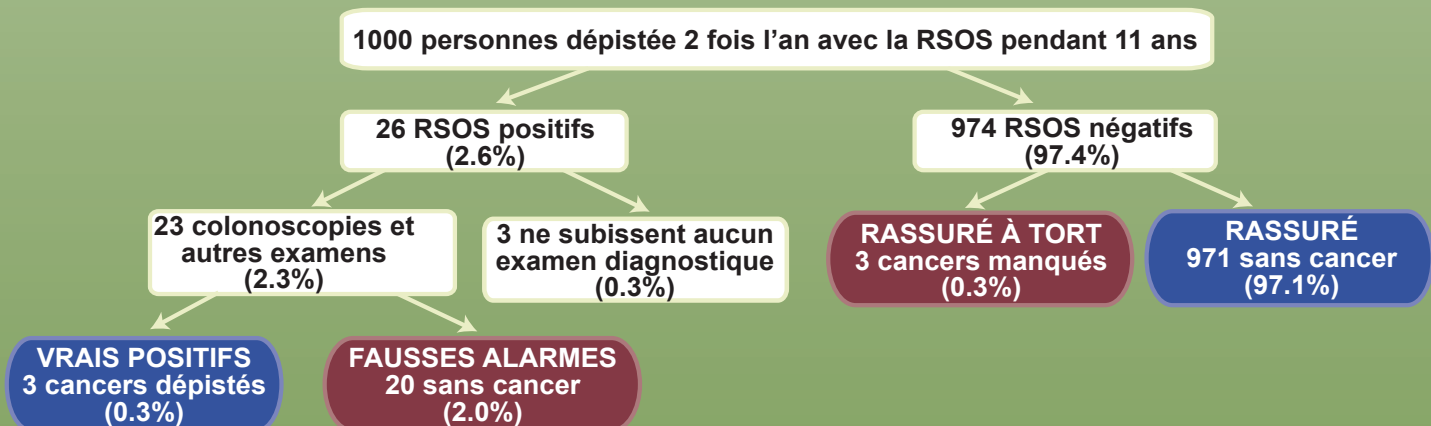 1000 personnes dépistée 2 fois l’an avec la RSOS pendant 11 ans
26 RSOS positifs
(2.6%)
974 RSOS négatifs
(97.4%)
23 colonoscopies et
autres examens
(2.3%)
3 ne subissent aucun
examen diagnostique
(0.3%)
RASSURÉ À TORT
3 cancers manqués
(0.3%)
RASSURÉ
971 sans cancer
(97.1%)
VRAIS POSITIFS
3 cancers dépistés
(0.3%)
FAUSSES ALARMES
20 sans cancer
(2.0%)